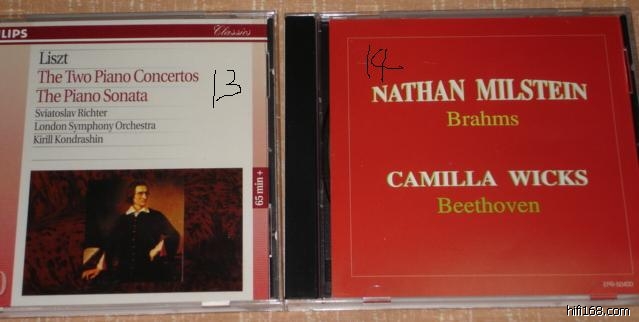 HILIPS Classics
Liszt
The Two Piano Concertos
The Piano Sonata
Sviatoslav Richter
London Symphony Orchestra
Kirill Kondrashin
65 min+
13
14
NATHAN MILSTEIN
Brahms
CAMILLA WICKS
Beethoven
hifi168.com